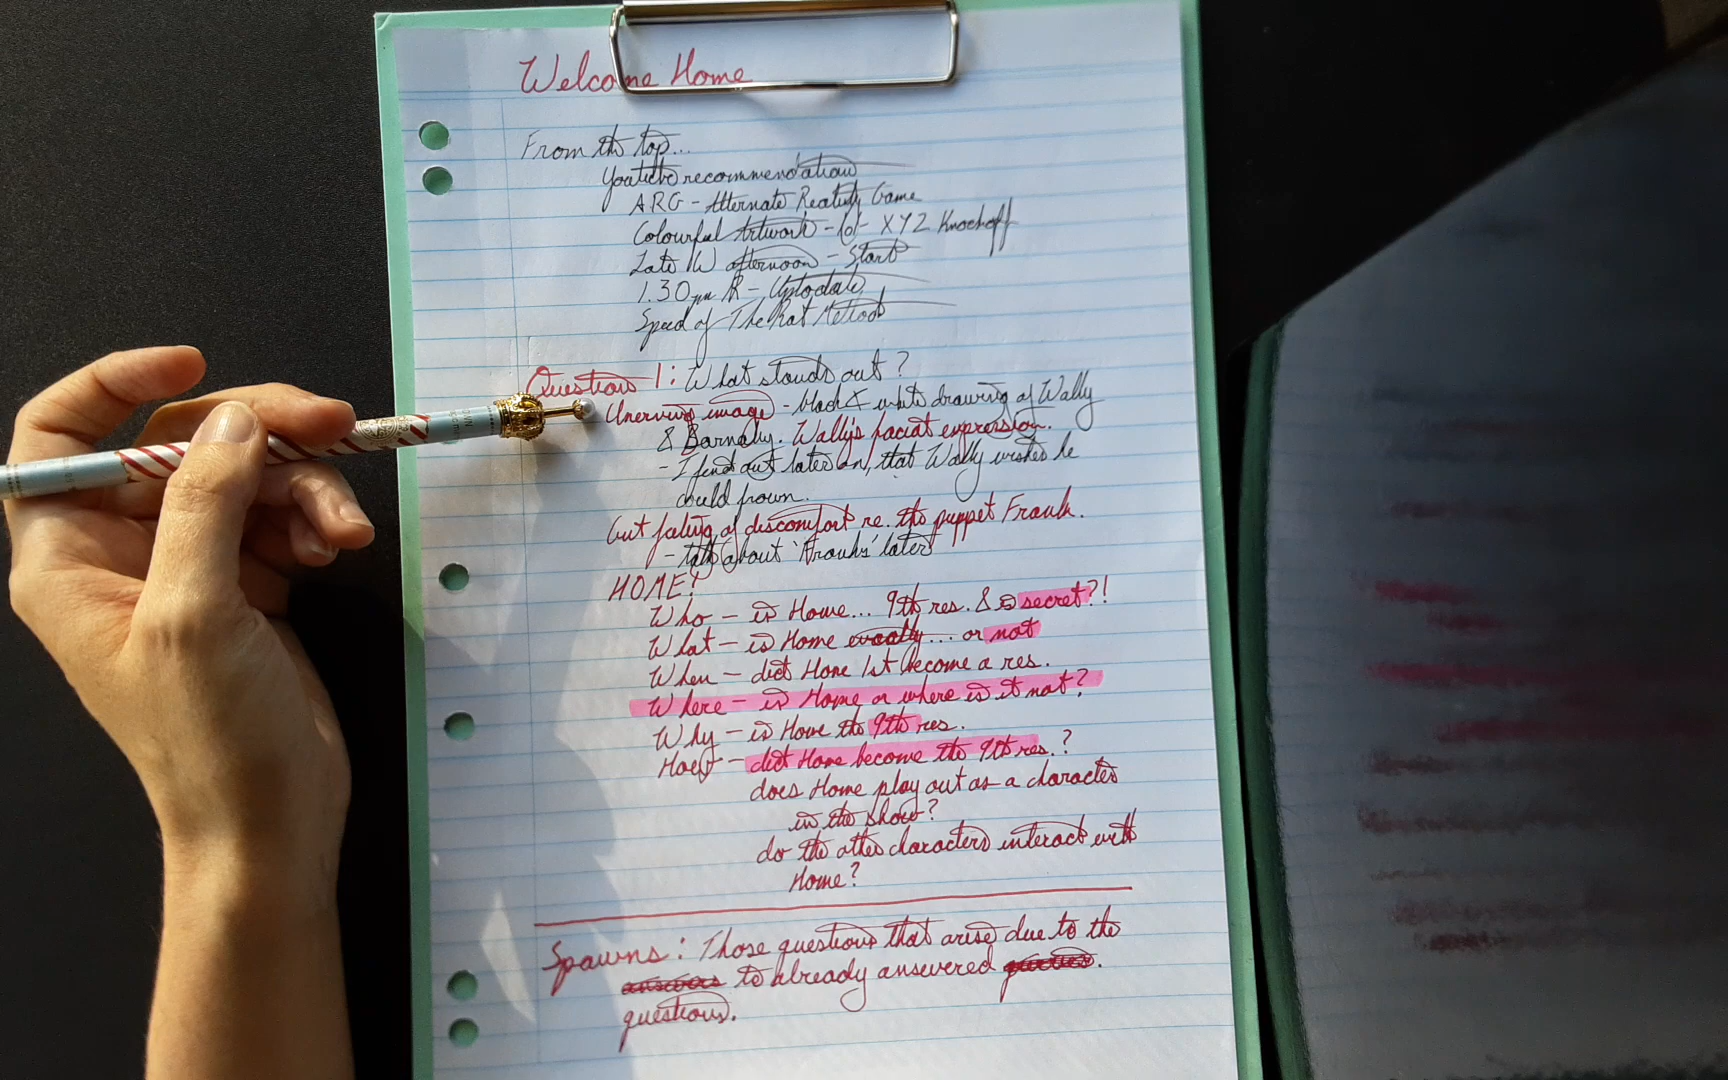 Welcome Home
From the top...
Youtube recommendation
ARG - Alternate Reality Game
Colourful Artwork - lol - XYZ Knockoff
Late W afternoon - Start
1.30pm R - Up to date
Speed of The Rat Method
Question 1: What stands out?
Unerving image - black & white drawing of Wally
& Barnaby. Wally's facial expression.
- I find out later on, that Wally wishes he
could frown.
Gut feeling of discomfort re. the puppet Frank.
- talk about 'Franks' later
HOME?
Who - is Home... 9th res. & secret?!
What - is Home exactly... or not
When - did Home 1st become a res.
Where - is Home or where is it not?
Why - is Home the 9th res.
How - did Home become the 9th res.?
does Home play out as a character
in the show?
do the other characters interact with
Home?
Spawns: Those questions that arise due to the
answers to already answered queries.
questions.